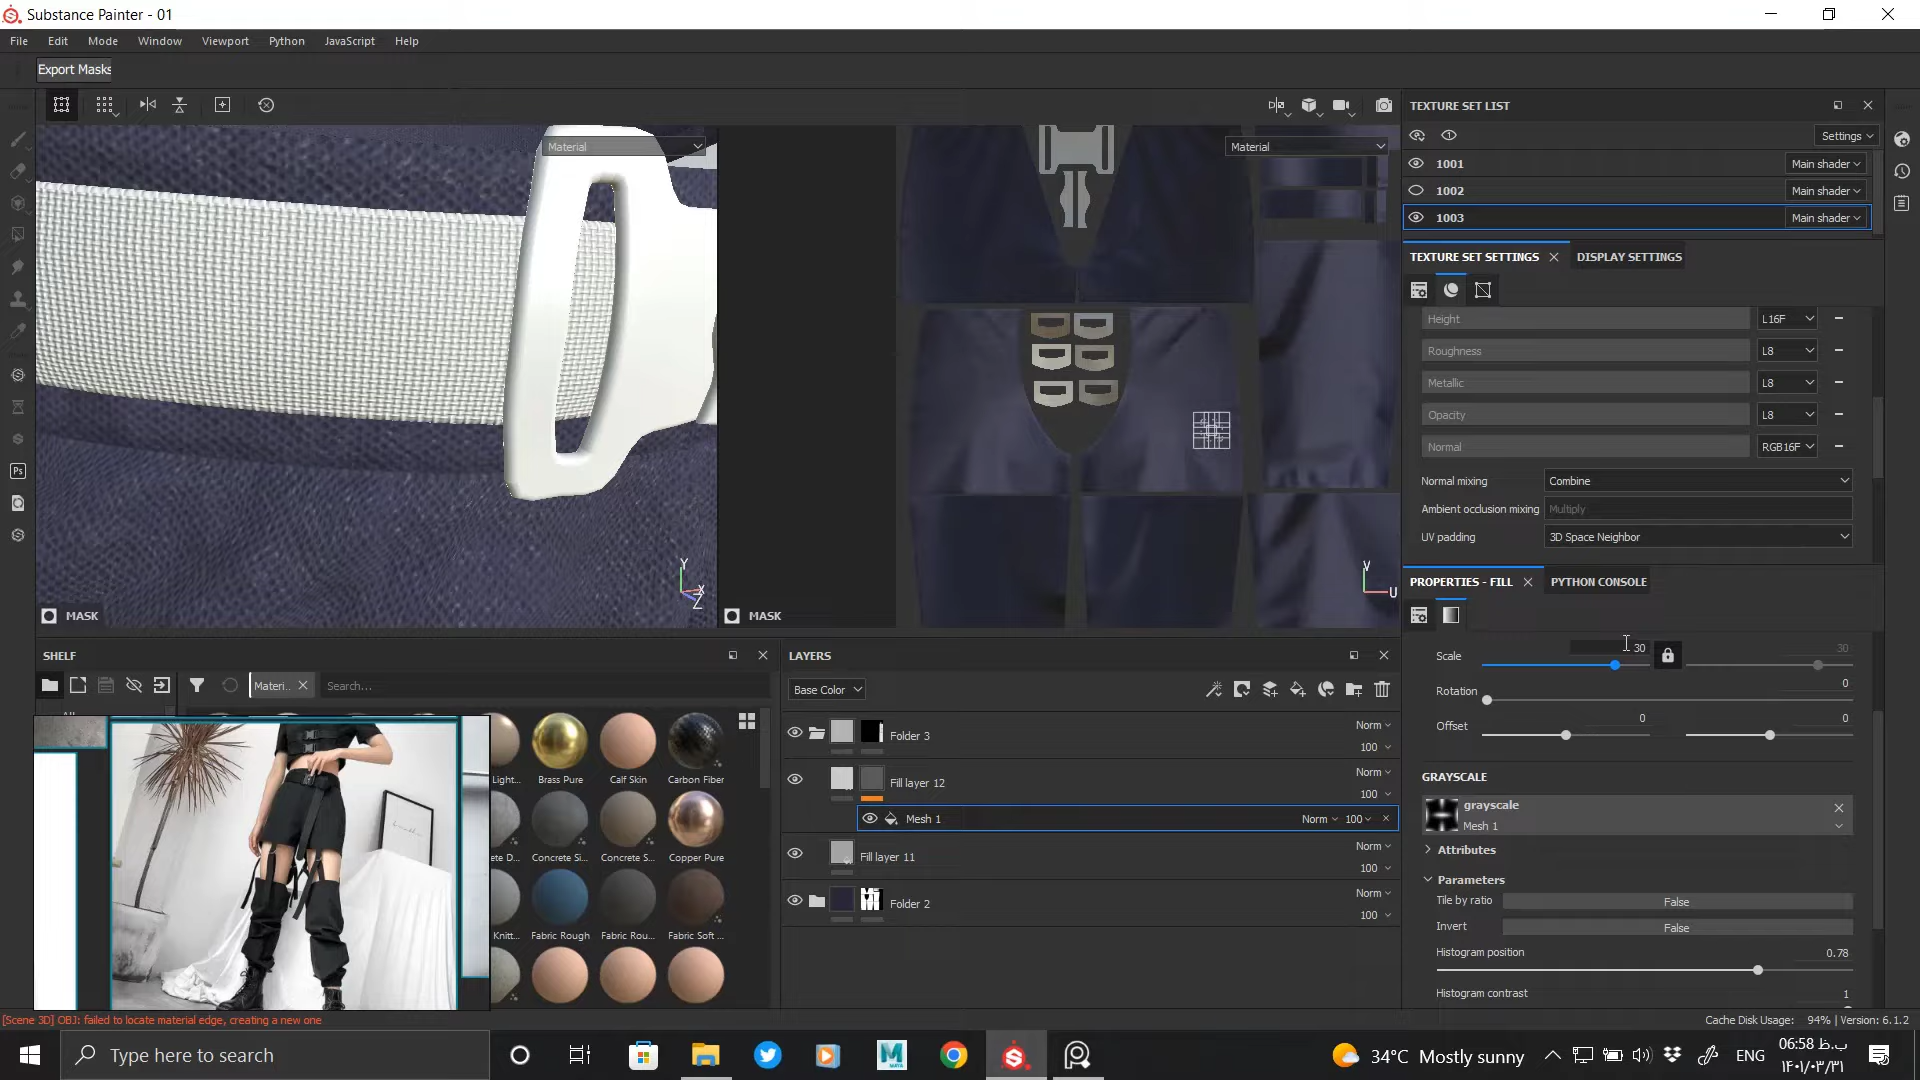 Substance Painter - 01
File Edit Mode Window Viewport Python JavaScript Help
Export Masks
Material
Material
MASK
MASK
TEXTURE SET LIST
Settings
1001 Main shader
1002 Main shader
1003 Main shader
TEXTURE SET SETTINGS DISPLAY SETTINGS
Height L16F
Roughness L8
Metallic L8
Opacity L8
Normal RGB16F
Normal mixing Combine
Ambient occlusion mixing Multiply
UV padding 3D Space Neighbor
PROPERTIES - FILL PYTHON CONSOLE
Scale 30 30
Rotation 0
Offset 0 0
GRAYSCALE
grayscale
Mesh 1
Attributes
Parameters
Tile by ratio False
Invert False
Histogram position 0.78
Histogram contrast 1
SHELF
Materi... Search...
Light... Brass Pure Calf Skin Carbon Fiber
Concrete Si... Concrete S... Copper Pure
Knitt... Fabric Rough Fabric Rou... Fabric Soft ...
LAYERS
Base Color
Folder 3 Norm 100
Fill layer 12 Norm 100
Mesh 1 Norm 100
Fill layer 11 Norm 100
Folder 2 Norm 100
Y
X
Z
V
U
Ps
[Scene 3D] OBJ: failed to locate material edge, creating a new one
Cache Disk Usage: 94% | Version: 6.1.2
Type here to search
34°C Mostly sunny
ENG
06:58 ب.ظ
۱۴۰۱/۰۳/۳۱